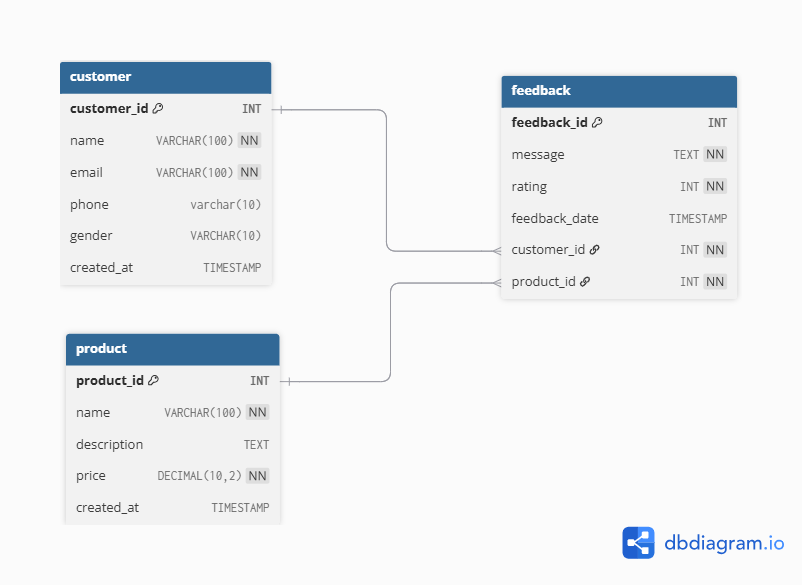 customer
customer_id INT
name VARCHAR(100) NN
email VARCHAR(100) NN
phone varchar(10)
gender VARCHAR(10)
created_at TIMESTAMP
feedback
feedback_id INT
message TEXT NN
rating INT NN
feedback_date TIMESTAMP
customer_id INT NN
product_id INT NN
product
product_id INT
name VARCHAR(100) NN
description TEXT
price DECIMAL(10,2) NN
created_at TIMESTAMP
dbdiagram.io